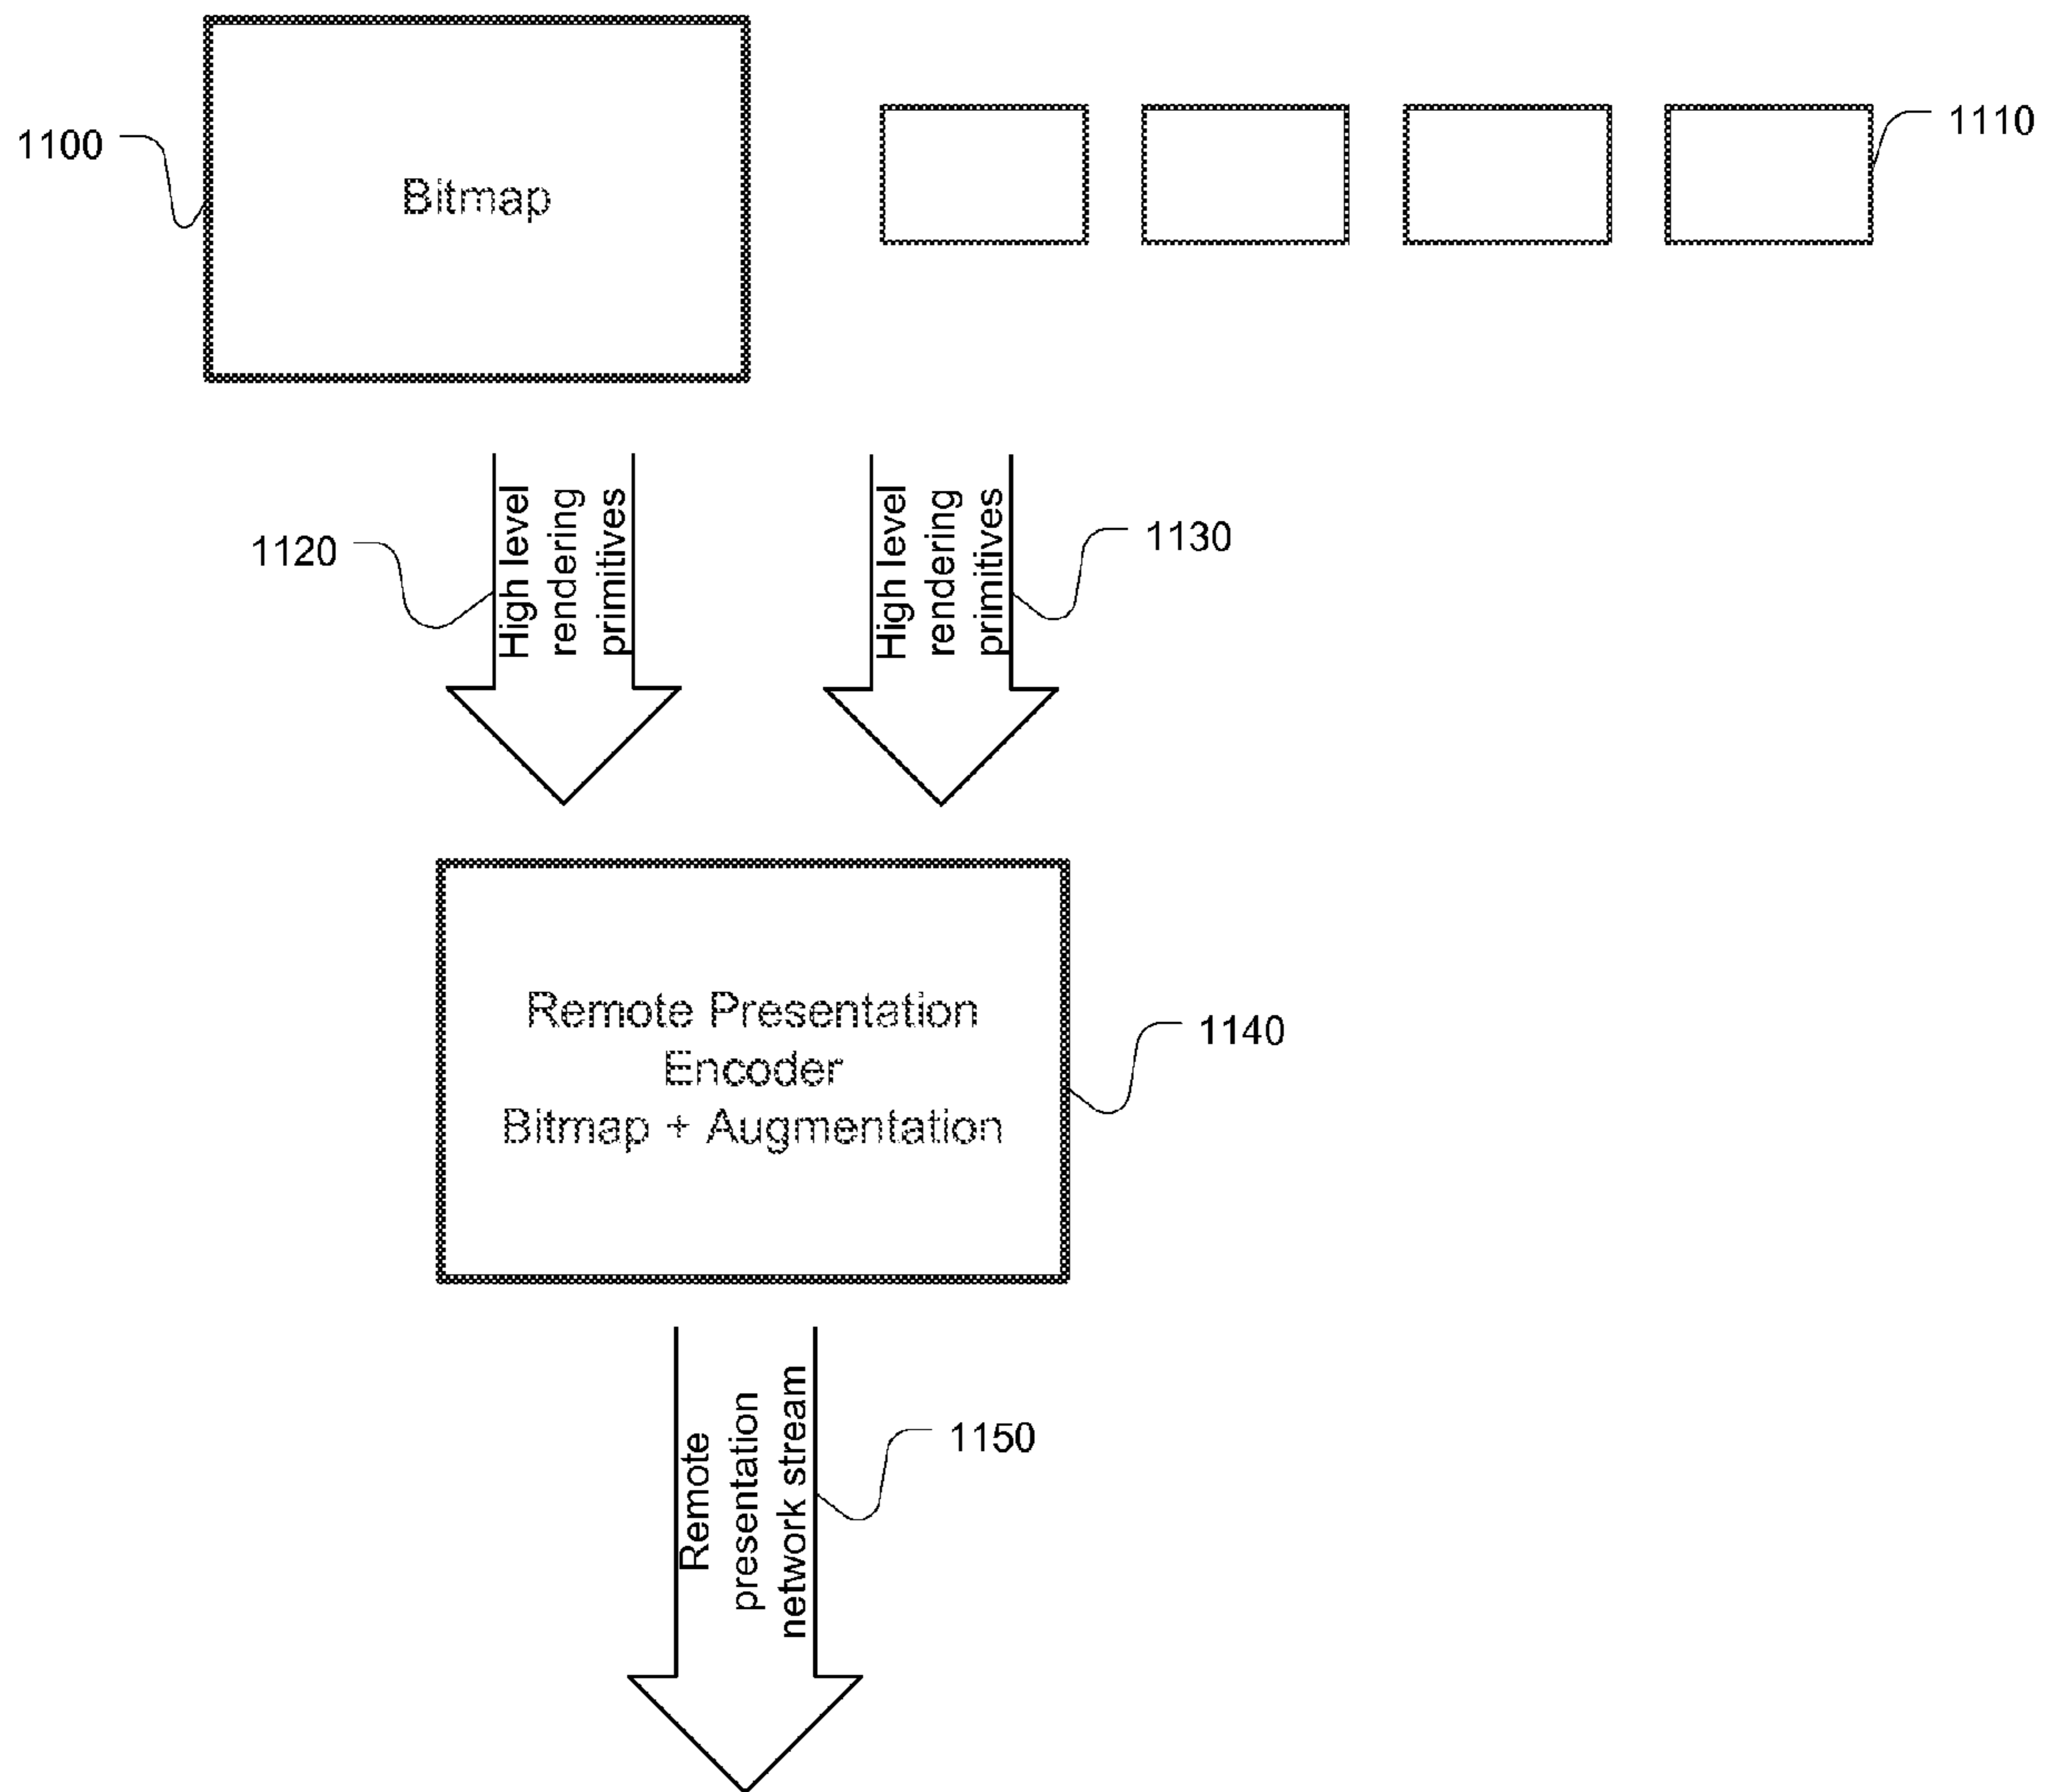 1100
Bitmap
1110
1120
High level
rendering
primitives
High level
rendering
primitives
1130
Remote Presentation
Encoder
Bitmap + Augmentation
1140
Remote
presentation
network stream
1150